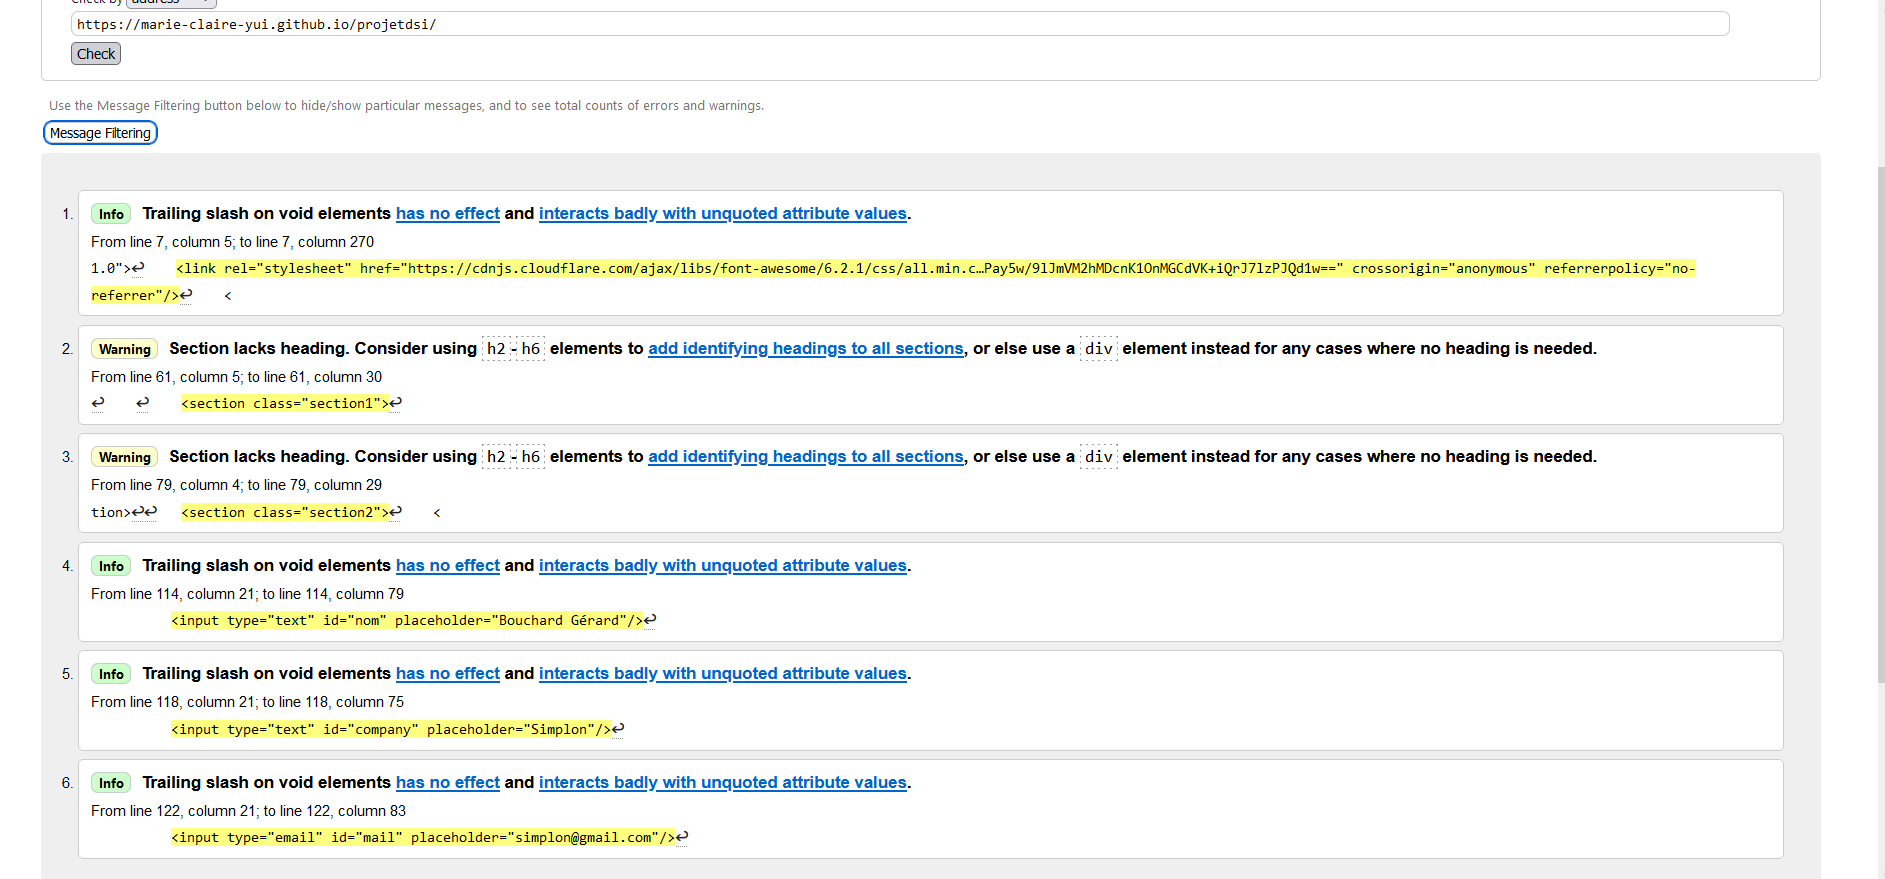 Check by address
https://marie-claire-yui.github.io/projetdsi/
Check
Use the Message Filtering button below to hide/show particular messages, and to see total counts of errors and warnings.
Message Filtering
1. Info Trailing slash on void elements has no effect and interacts badly with unquoted attribute values.
From line 7, column 5; to line 7, column 270
1.0">↩ <link rel="stylesheet" href="https://cdnjs.cloudflare.com/ajax/libs/font-awesome/6.2.1/css/all.min.c…Pay5w/9lJmVM2hMDcnK1OnMGCdVK+iQrJ7lzPJQd1w==" crossorigin="anonymous" referrerpolicy="no-
referrer"/>↩ <
2. Warning Section lacks heading. Consider using h2-h6 elements to add identifying headings to all sections, or else use a div element instead for any cases where no heading is needed.
From line 61, column 5; to line 61, column 30
↩ ↩ <section class="section1">↩
3. Warning Section lacks heading. Consider using h2-h6 elements to add identifying headings to all sections, or else use a div element instead for any cases where no heading is needed.
From line 79, column 4; to line 79, column 29
tion>↩↩ <section class="section2">↩ <
4. Info Trailing slash on void elements has no effect and interacts badly with unquoted attribute values.
From line 114, column 21; to line 114, column 79
<input type="text" id="nom" placeholder="Bouchard Gérard"/>↩
5. Info Trailing slash on void elements has no effect and interacts badly with unquoted attribute values.
From line 118, column 21; to line 118, column 75
<input type="text" id="company" placeholder="Simplon"/>↩
6. Info Trailing slash on void elements has no effect and interacts badly with unquoted attribute values.
From line 122, column 21; to line 122, column 83
<input type="email" id="mail" placeholder="simplon@gmail.com"/>↩